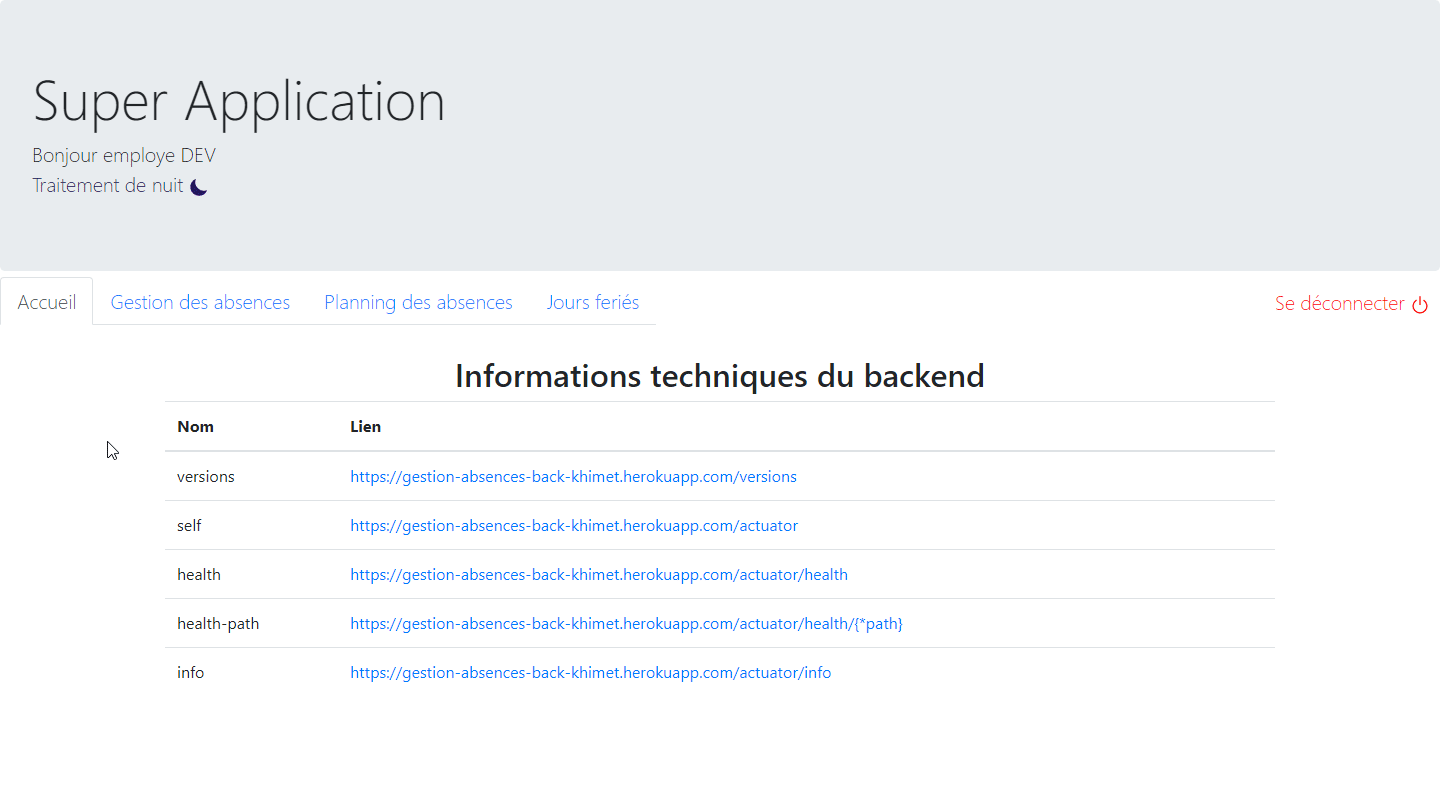 Super Application
Bonjour employe DEV
Traitement de nuit
Accueil Gestion des absences Planning des absences Jours feriés Se déconnecter
Informations techniques du backend
Nom Lien
versions https://gestion-absences-back-khimet.herokuapp.com/versions
self https://gestion-absences-back-khimet.herokuapp.com/actuator
health https://gestion-absences-back-khimet.herokuapp.com/actuator/health
health-path https://gestion-absences-back-khimet.herokuapp.com/actuator/health/{*path}
info https://gestion-absences-back-khimet.herokuapp.com/actuator/info